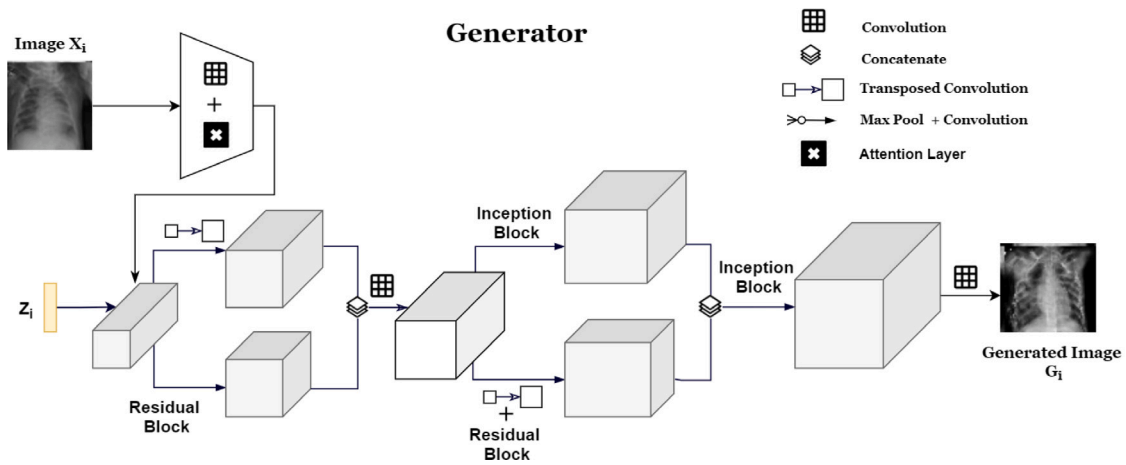 Generator
Image Xi
+
Convolution
Concatenate
Transposed Convolution
Max Pool + Convolution
Attention Layer
Zi
Residual
Block
Inception
Block
+
Residual
Block
Inception
Block
Generated Image
Gi